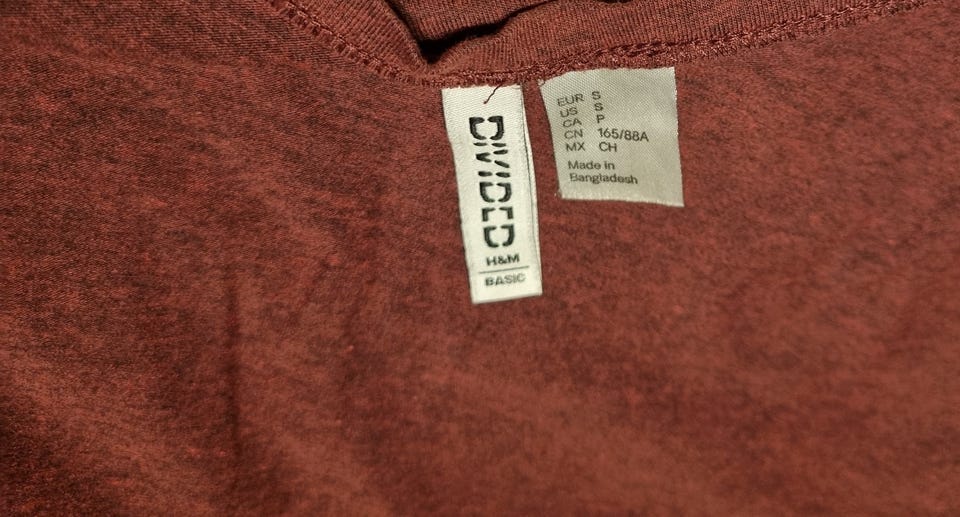 DIVIDED
H&M
BASIC
EUR S
US S
CA P
CN 165/88A
MX CH
Made in
Bangladesh